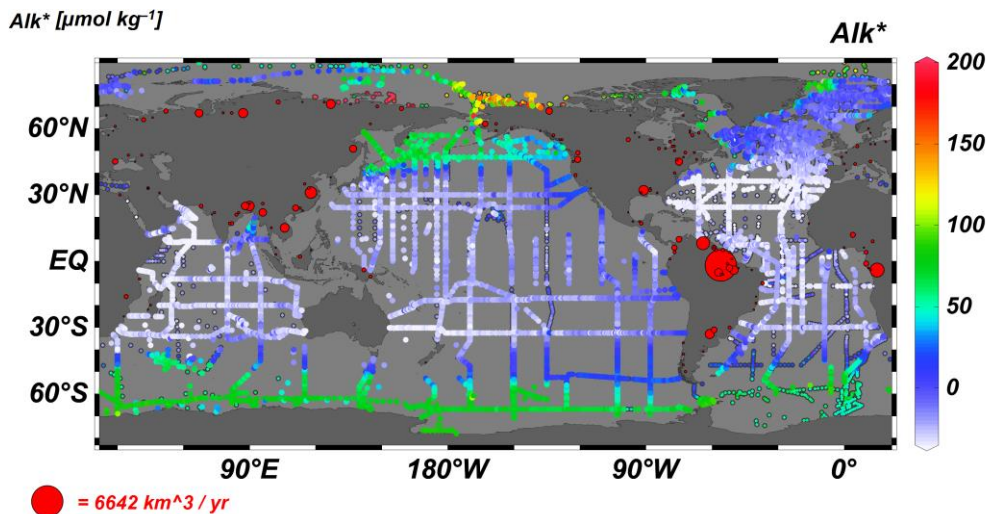 Alk* [µmol kg⁻¹]
Alk*
200
150
100
50
0
60°N
30°N
EQ
30°S
60°S
90°E
180°W
90°W
0°
= 6642 km^3 / yr